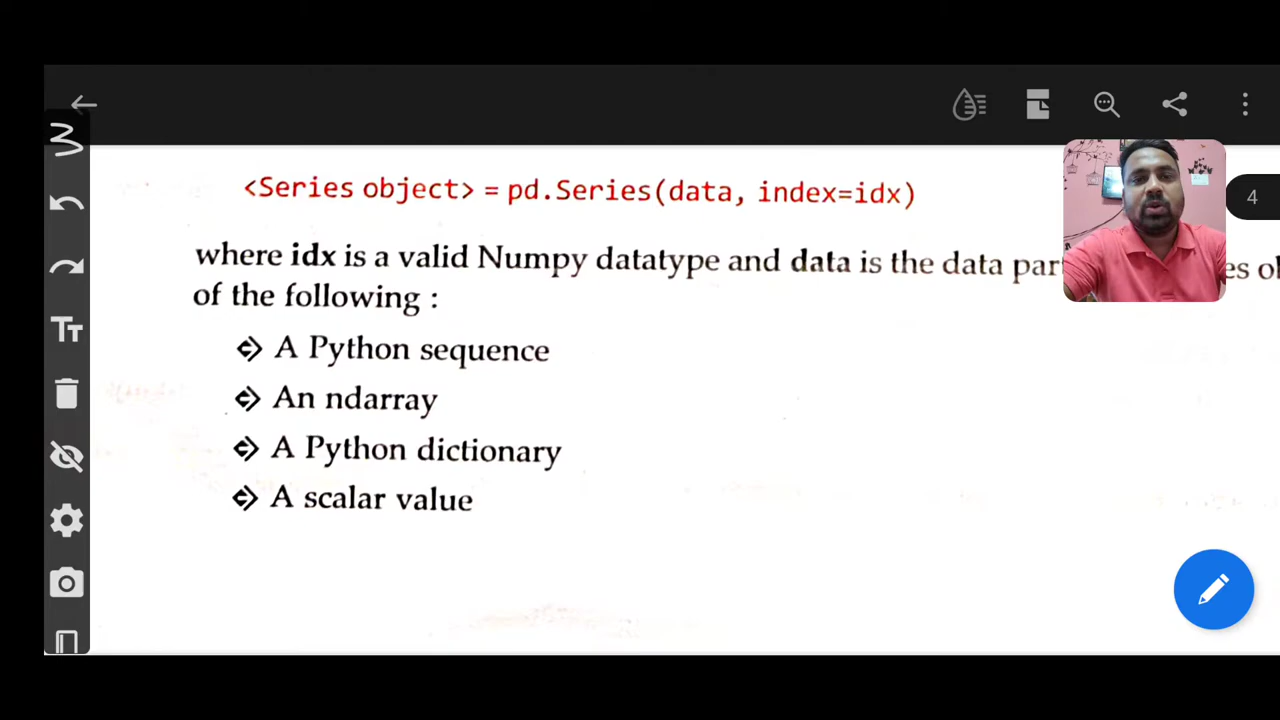 <Series object> = pd.Series(data, index=idx)
4
where idx is a valid Numpy datatype and data is the data
of the following :
A Python sequence
An ndarray
A Python dictionary
A scalar value